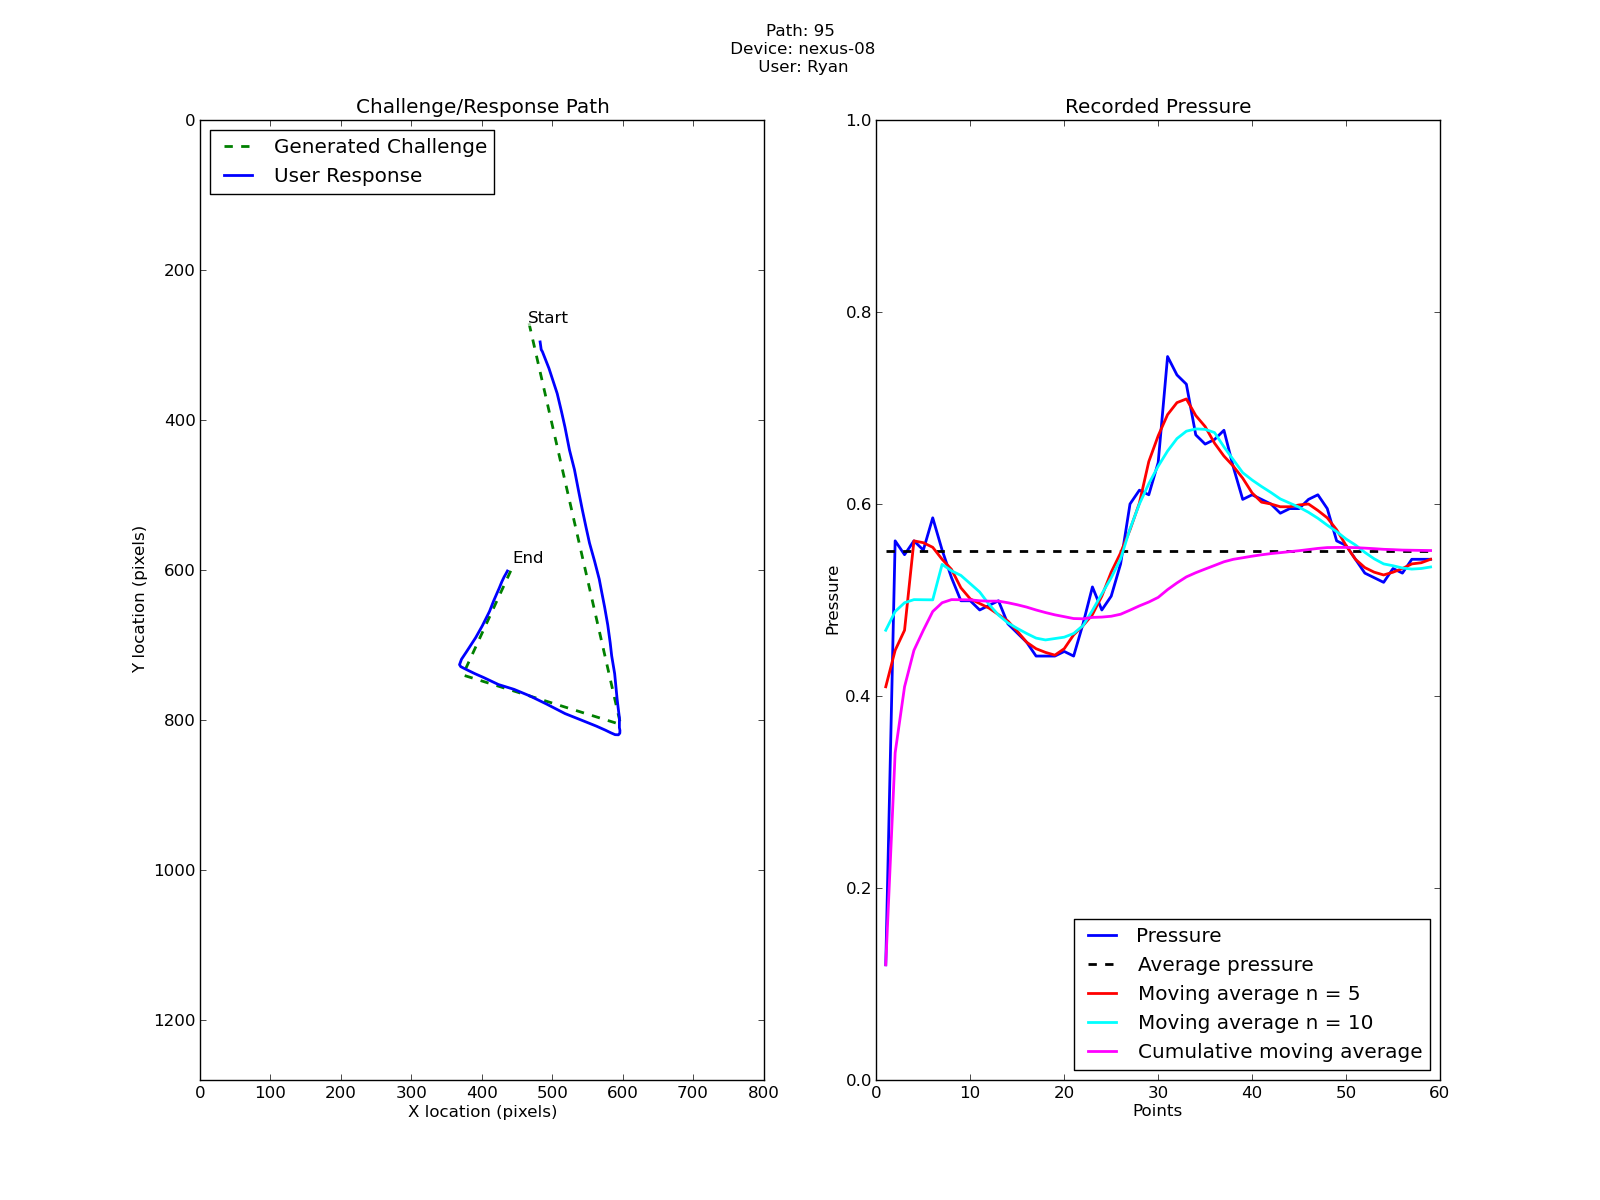 Path: 95
Device: nexus-08
User: Ryan
Challenge/Response Path
Generated Challenge
User Response
Start
End
0
200
400
600
800
1000
1200
Y location (pixels)
0 100 200 300 400 500 600 700 800
X location (pixels)
Recorded Pressure
1.0
0.8
0.6
0.4
0.2
0.0
Pressure
Pressure
Average pressure
Moving average n = 5
Moving average n = 10
Cumulative moving average
0 10 20 30 40 50 60
Points